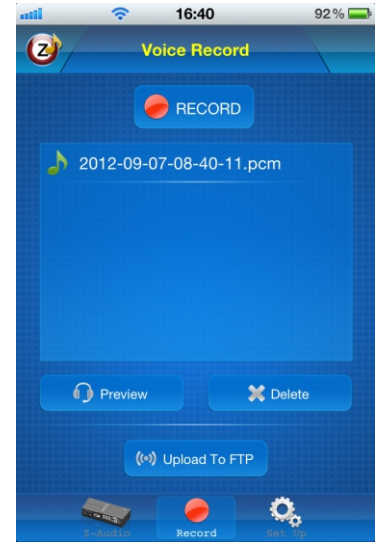 16:40 92%
Z Voice Record
RECORD
2012-09-07-08-40-11.pcm
Preview Delete
Upload To FTP
Z-Audio Record Set Up